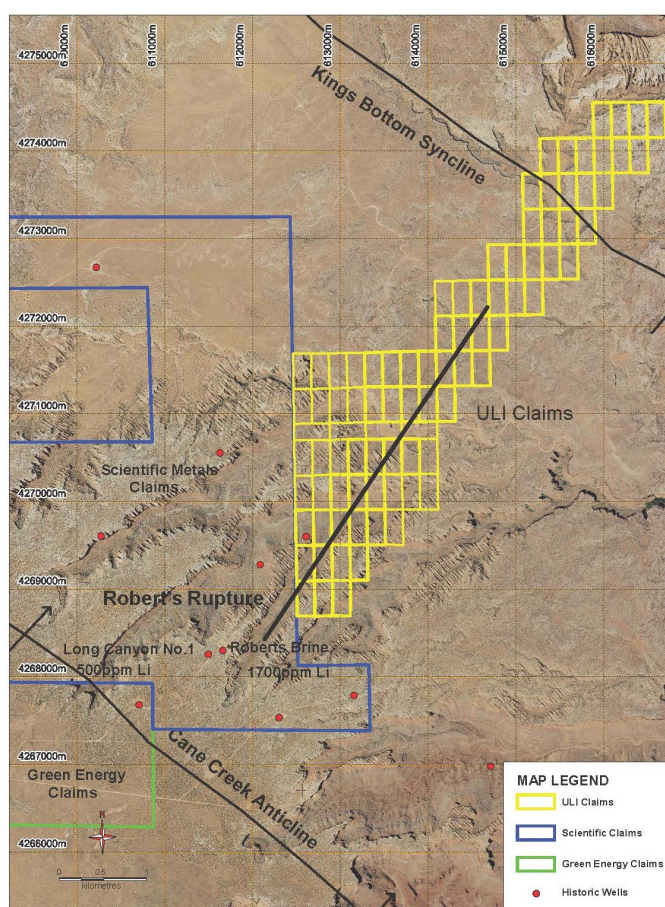 4275000m
610000m
611000m
612000m
613000m
614000m
615000m
616000m
Kings Bottom Syncline
4274000m
4273000m
4272000m
4271000m
ULI Claims
Scientific Metals
Claims
4270000m
4269000m
Robert's Rupture
Long Canyon No.1
500ppm Li
Roberts Brine
1700ppm Li
4268000m
4267000m
Cane Creek Anticline
Green Energy
Claims
4266000m
N
0 0.5 1
kilometres
MAP LEGEND
ULI Claims
Scientific Claims
Green Energy Claims
Historic Wells